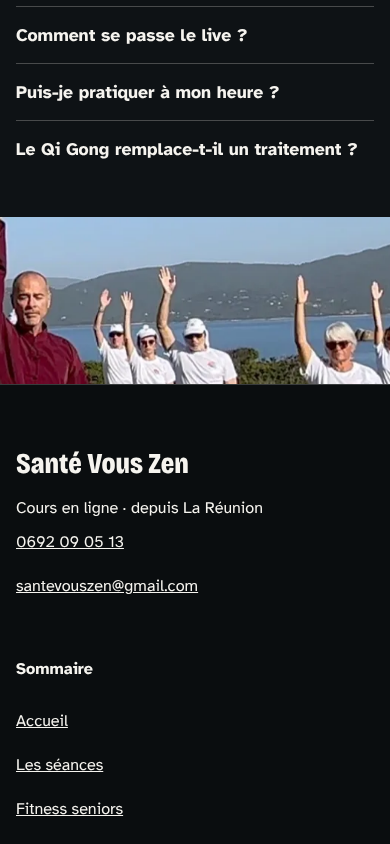 Comment se passe le live ?
Puis-je pratiquer à mon heure ?
Le Qi Gong remplace-t-il un traitement ?
Santé Vous Zen
Cours en ligne · depuis La Réunion
0692 09 05 13
santevouszen@gmail.com
Sommaire
Accueil
Les séances
Fitness seniors